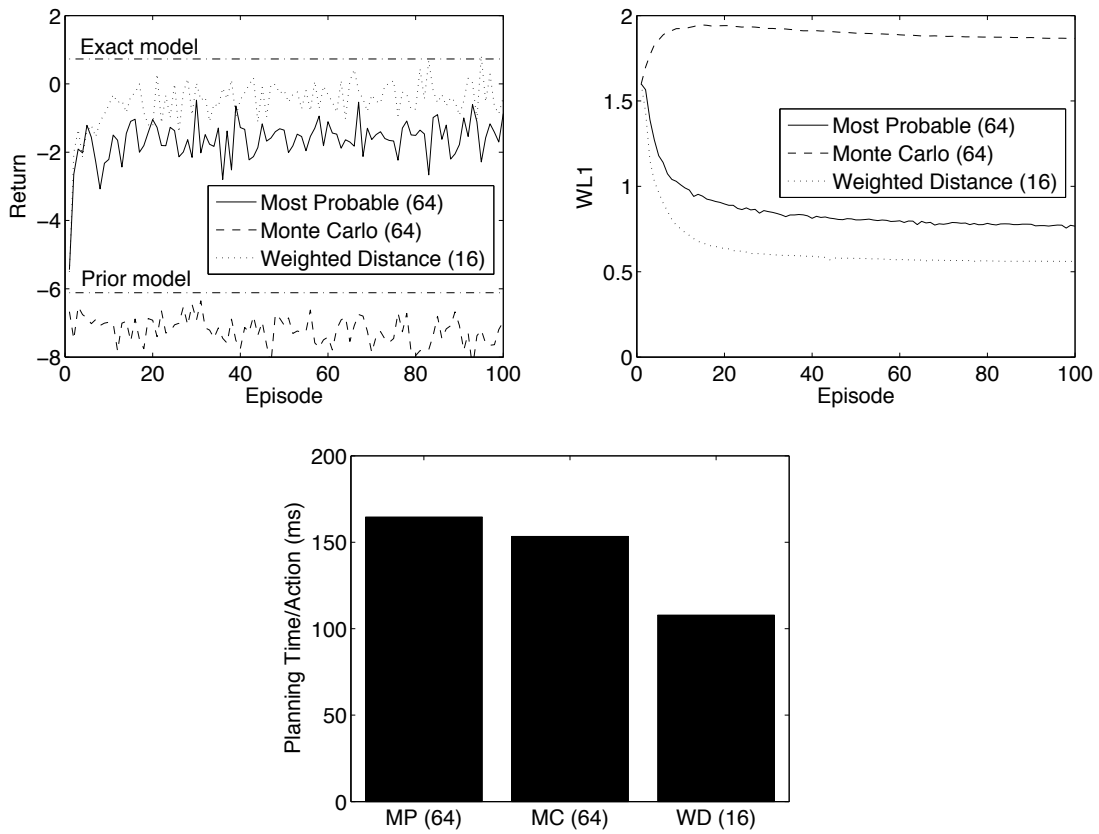 2
0
−2
−4
−6
−8
Return
Exact model
Most Probable (64)
Monte Carlo (64)
Weighted Distance (16)
Prior model
0
20
40
60
80
100
Episode
2
1.5
1
0.5
0
WL1
Most Probable (64)
Monte Carlo (64)
Weighted Distance (16)
0
20
40
60
80
100
Episode
200
150
100
50
0
Planning Time/Action (ms)
MP (64)
MC (64)
WD (16)